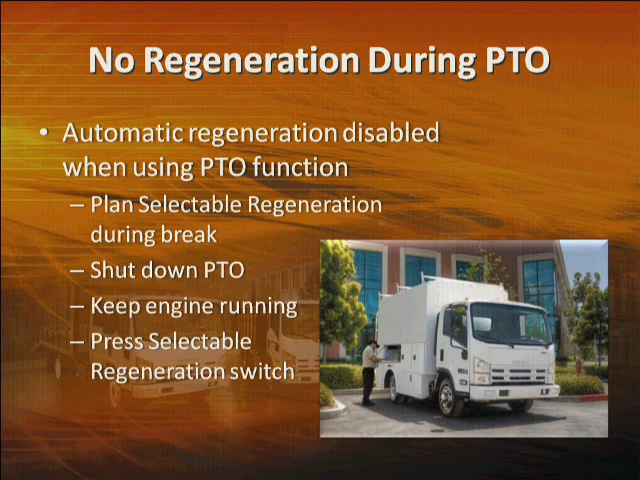 No Regeneration During PTO
• Automatic regeneration disabled
when using PTO function
– Plan Selectable Regeneration
during break
– Shut down PTO
– Keep engine running
– Press Selectable
Regeneration switch